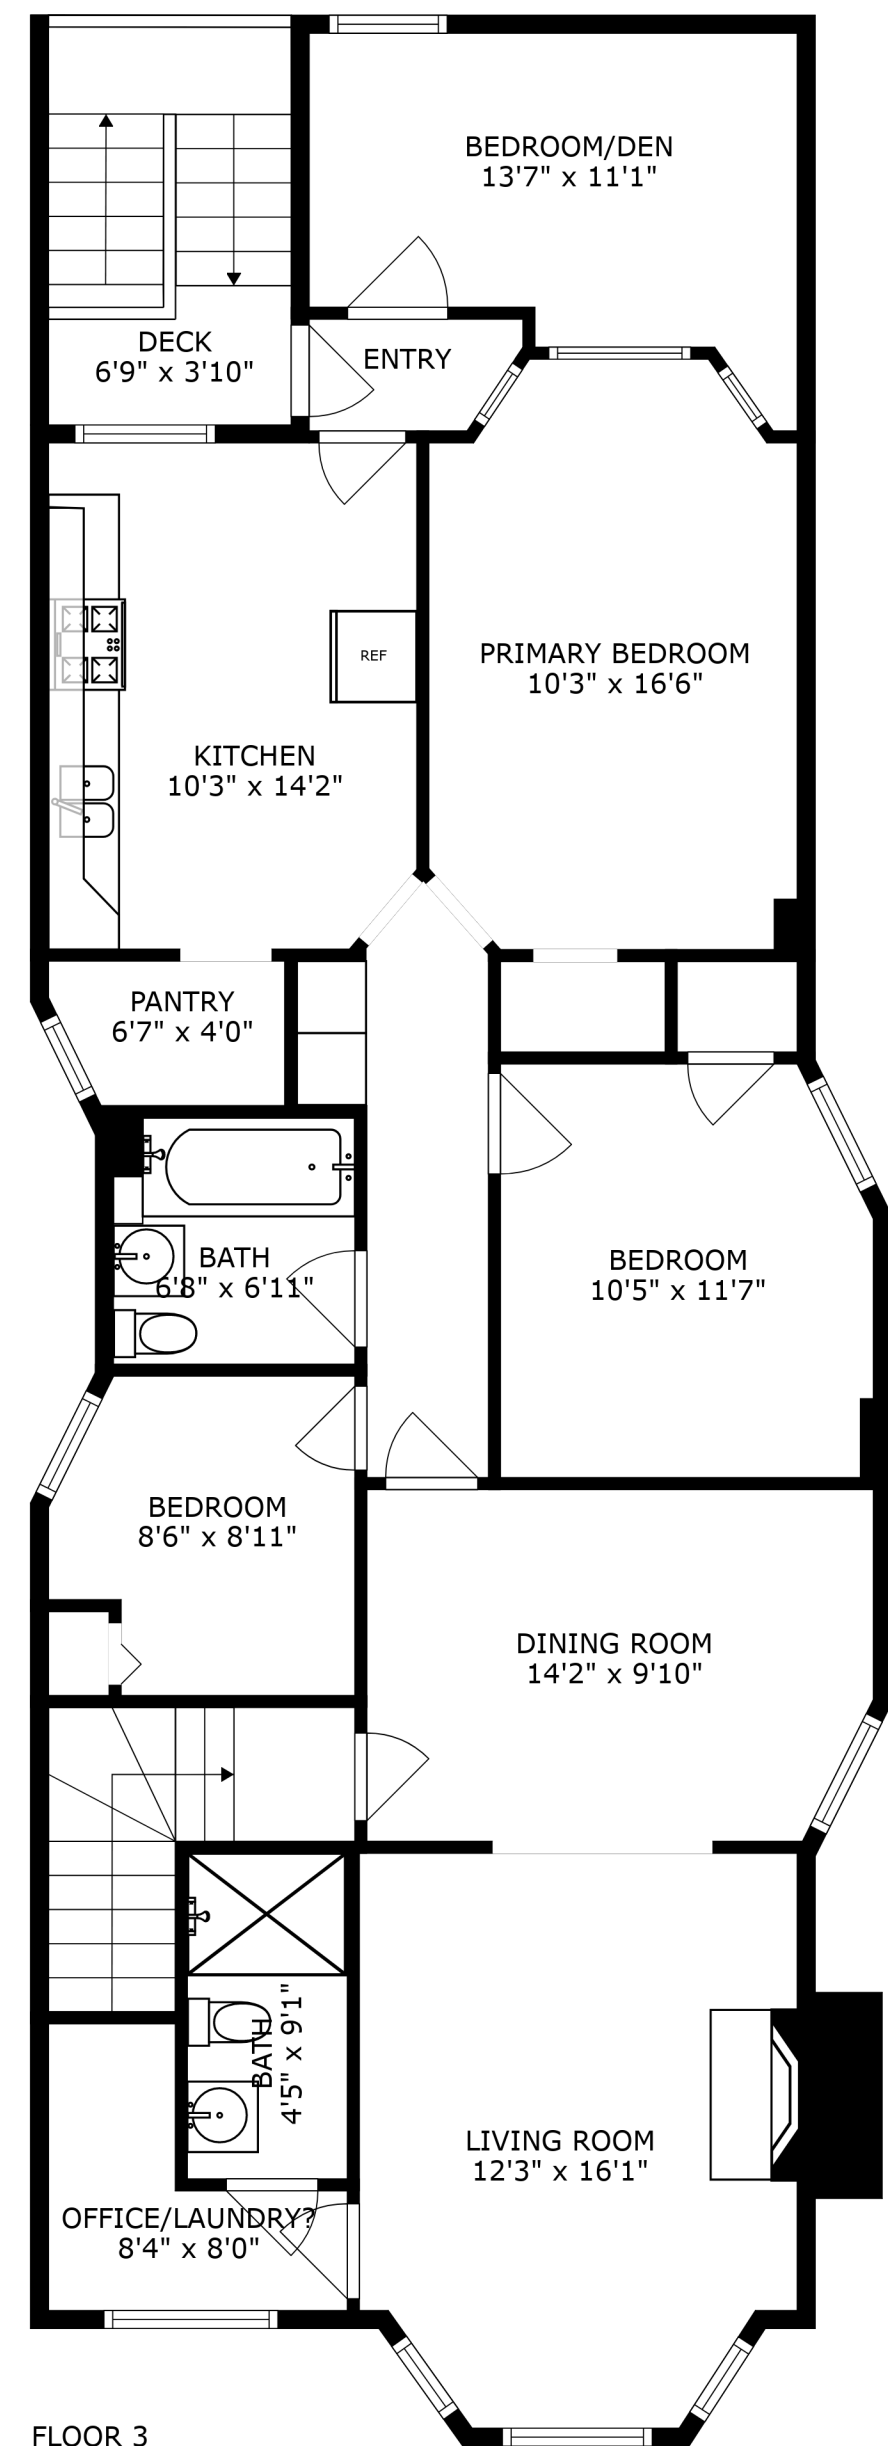 BEDROOM/DEN
13'7" x 11'1"
DECK
6'9" x 3'10"
ENTRY
PRIMARY BEDROOM
10'3" x 16'6"
REF
KITCHEN
10'3" x 14'2"
PANTRY
6'7" x 4'0"
BATH
6'8" x 6'11"
BEDROOM
10'5" x 11'7"
BEDROOM
8'6" x 8'11"
DINING ROOM
14'2" x 9'10"
BATH
4'5" x 9'1"
LIVING ROOM
12'3" x 16'1"
OFFICE/LAUNDRY?
8'4" x 8'0"
FLOOR 3